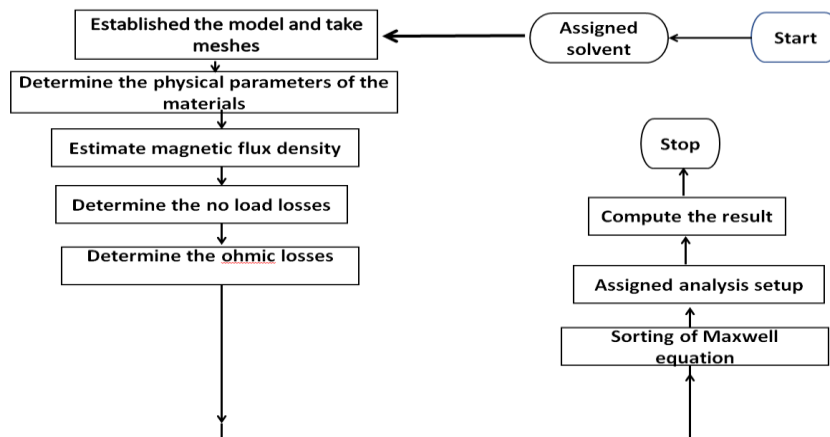 Start
Assigned
solvent
Established the model and take
meshes
Determine the physical parameters of the
materials
Estimate magnetic flux density
Determine the no load losses
Determine the ohmic losses
Sorting of Maxwell
equation
Assigned analysis setup
Compute the result
Stop